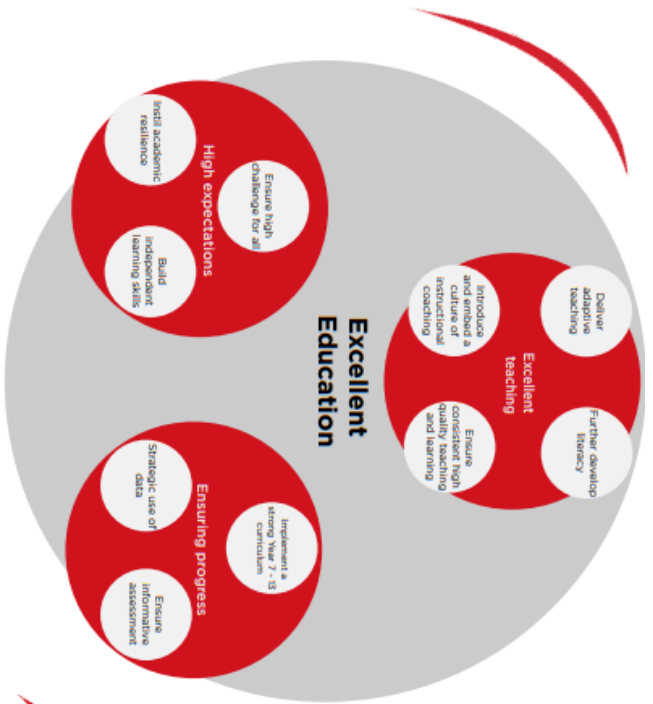 Deliver
adaptive
teaching
Further develop
literacy
Excellent
teaching
Introduce
and embed a
culture of
instructional
coaching
Ensure
consistent high
quality teaching
and learning
Excellent
Education
Ensure high
challenge for all
High expectations
Instil academic
resilience
Build
independent
learning skills
Implement a
strong Year 7 - 13
curriculum
Ensuring progress
Strategic use of
data
Ensure
informative
assessment